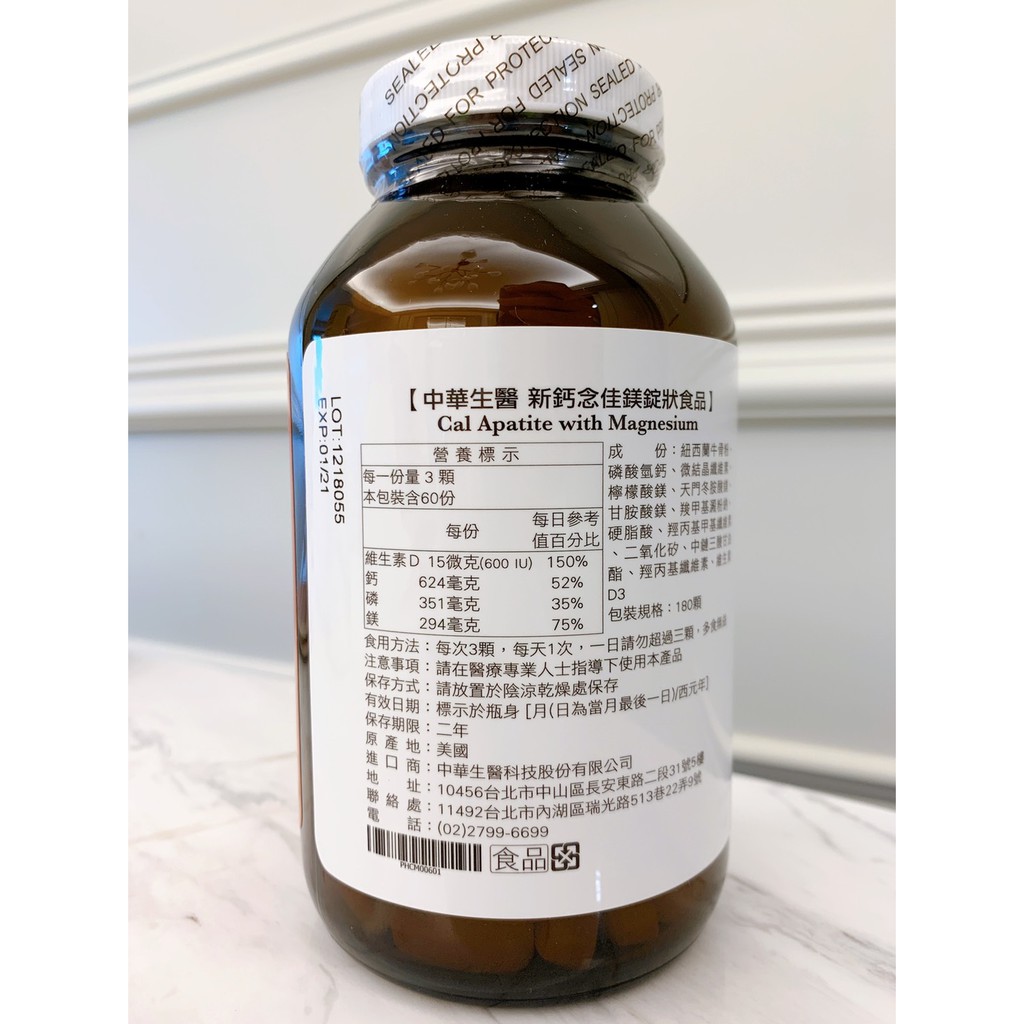 SEALED FOR PROTECTION SEALED
LOT:1218055
EXP:01/21
【中華生醫 新鈣念佳鎂錠狀食品】
Cal Apatite with Magnesium
營養標示
每一份量 3 顆
本包裝含60份
每份 每日參考值百分比
維生素D 15微克(600 IU) 150%
鈣 624毫克 52%
磷 351毫克 35%
鎂 294毫克 75%
成份：紐西蘭牛骨粉、
磷酸氫鈣、微結晶纖維素、
檸檬酸鎂、天門冬胺酸鎂、
甘胺酸鎂、羧甲基澱粉鈉、
硬脂酸、羥丙基甲基纖維素
、二氧化矽、中鏈三酸甘油
酯、羥丙基纖維素、維生素
D3
包裝規格：180顆
食用方法：每次3顆，每天1次，一日請勿超過三顆，多食無益
注意事項：請在醫療專業人士指導下使用本產品
保存方式：請放置於陰涼乾燥處保存
有效日期：標示於瓶身 [月(日為當月最後一日)/西元年]
保存期限：二年
原產地：美國
進口商：中華生醫科技股份有限公司
地址：10456台北市中山區長安東路二段31號5樓
聯絡處：11492台北市內湖區瑞光路513巷22弄9號
電話：(02)2799-6699
PHCM00601
食品